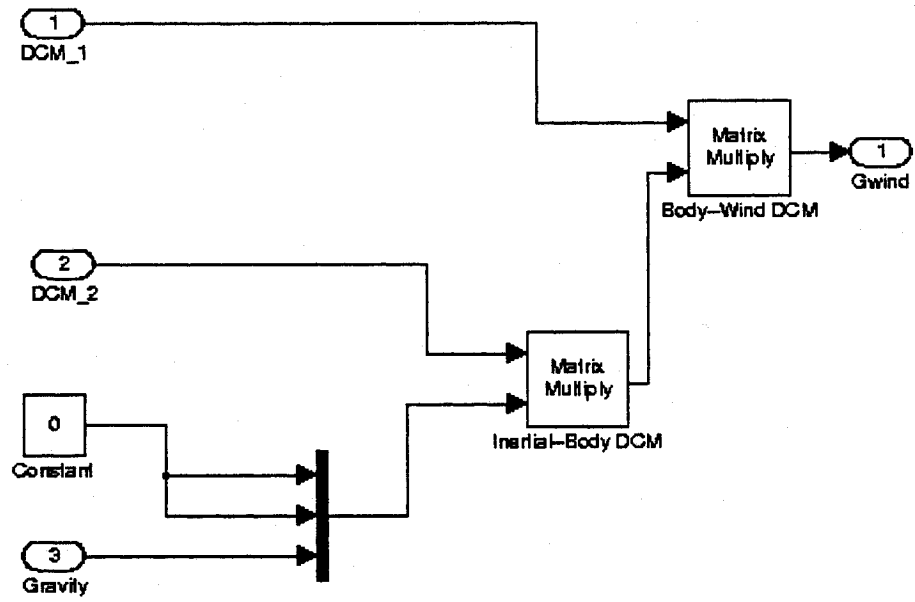 1
DCM_1
Matrix
Multiply
Body-Wind DCM
1
Gwind
2
DCM_2
Matrix
Multiply
Inertial-Body DCM
0
Constant
3
Gravity